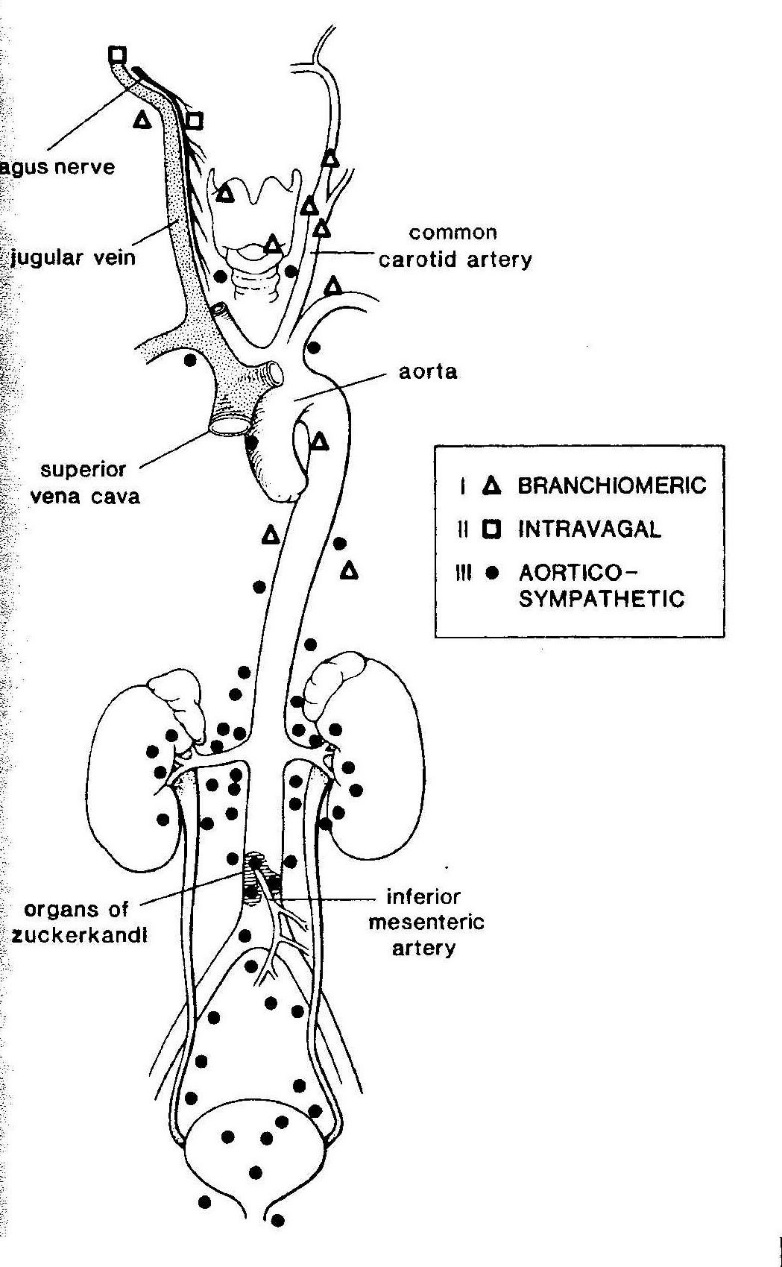 agus nerve
jugular vein
common
carotid artery
aorta
superior
vena cava
I △ BRANCHIOMERIC
II □ INTRAVAGAL
III ● AORTICO-
SYMPATHETIC
organs of
zuckerkandl
inferior
mesenteric
artery